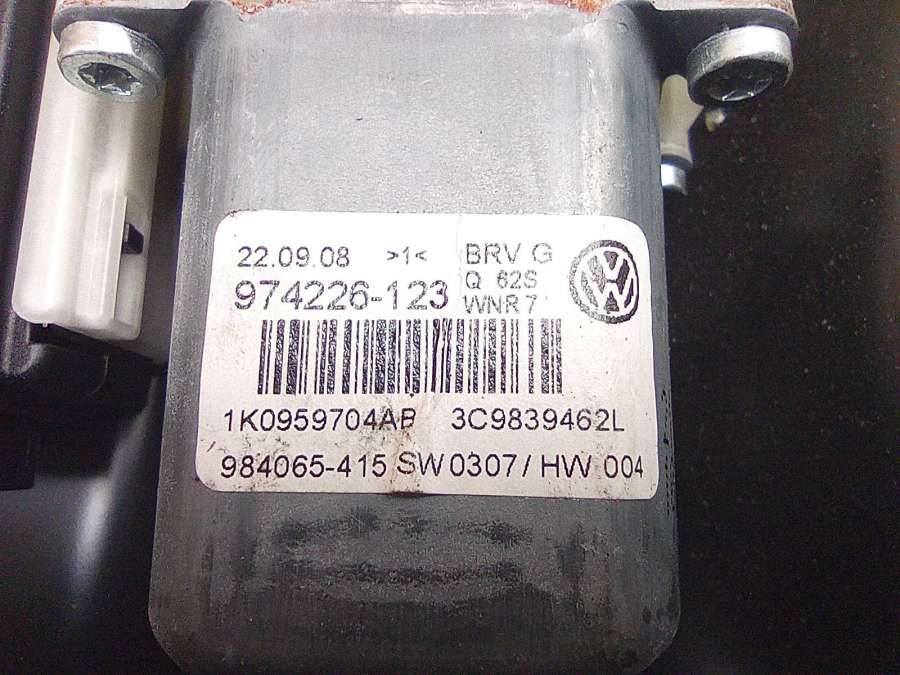 22.09.08 >1< BRV G
974226-123 Q 62S
WNR 7
1K0959704AB 3C9839462L
984065-415 SW 0307 / HW 004